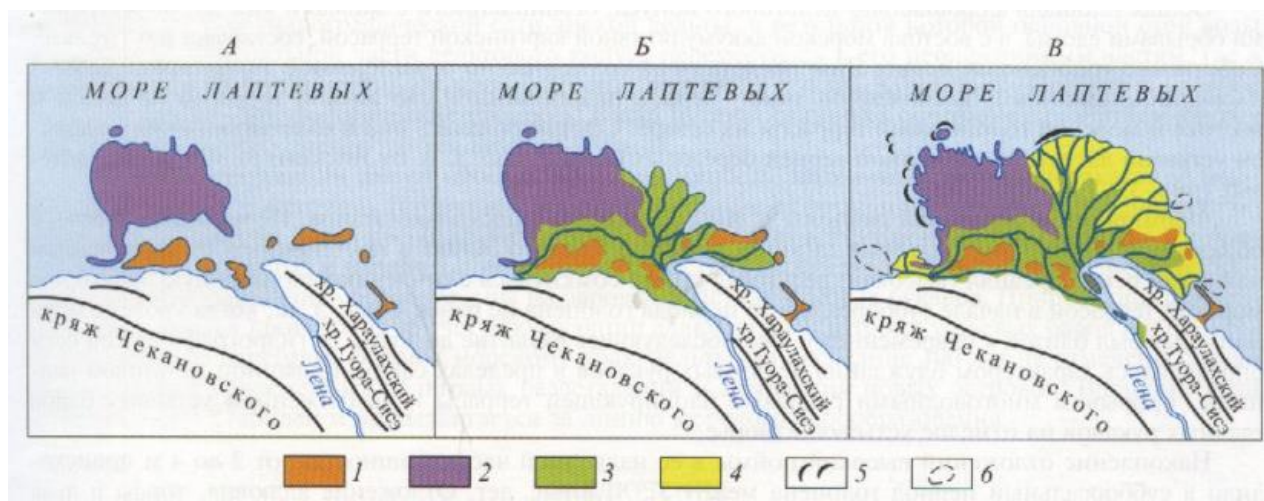 А Б В
МОРЕ ЛАПТЕВЫХ МОРЕ ЛАПТЕВЫХ МОРЕ ЛАПТЕВЫХ
кряж Чекановского
Лена
хр. Хараулахский
хр. Туора-Сис
кряж Чекановского
Лена
хр. Хараулахский
хр. Туора-Сис
кряж Чекановского
Лена
хр. Хараулахский
хр. Туора-Сис
1 2 3 4 5 6